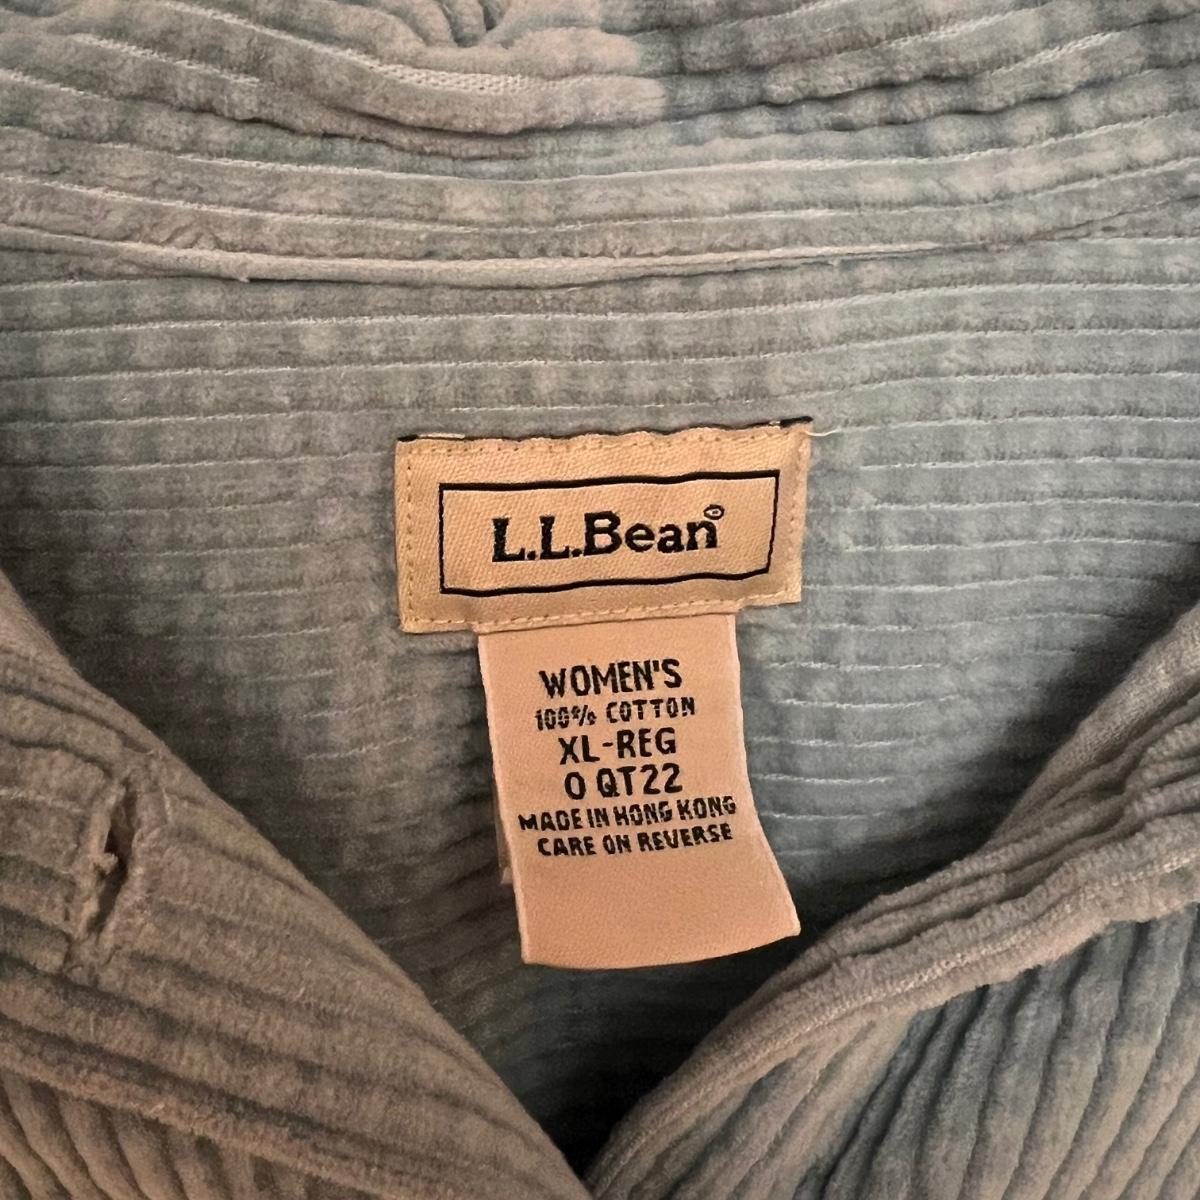 L.L.Bean®
WOMEN'S
100% COTTON
XL-REG
0 QT22
MADE IN HONG KONG
CARE ON REVERSE